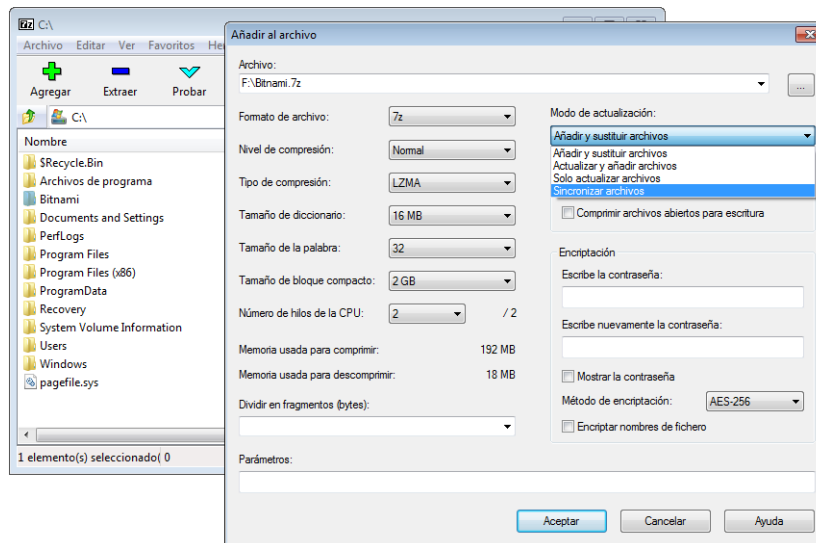 7z C:\
Archivo Editar Ver Favoritos
Agregar Extraer Probar
C:\
Nombre
$Recycle.Bin
Archivos de programa
Bitnami
Documents and Settings
PerfLogs
Program Files
Program Files (x86)
ProgramData
Recovery
System Volume Information
Users
Windows
pagefile.sys
1 elemento(s) seleccionado( 0
Añadir al archivo
Archivo:
F:\Bitnami.7z
...
Formato de archivo: 7z
Nivel de compresión: Normal
Tipo de compresión: LZMA
Tamaño de diccionario: 16 MB
Tamaño de la palabra: 32
Tamaño de bloque compacto: 2 GB
Número de hilos de la CPU: 2 / 2
Memoria usada para comprimir: 192 MB
Memoria usada para descomprimir: 18 MB
Dividir en fragmentos (bytes):
Modo de actualización:
Añadir y sustituir archivos
Añadir y sustituir archivos
Actualizar y añadir archivos
Solo actualizar archivos
Sincronizar archivos
Comprimir archivos abiertos para escritura
Encriptación
Escribe la contraseña:
Escribe nuevamente la contraseña:
Mostrar la contraseña
Método de encriptación: AES-256
Encriptar nombres de fichero
Parámetros:
Aceptar Cancelar Ayuda